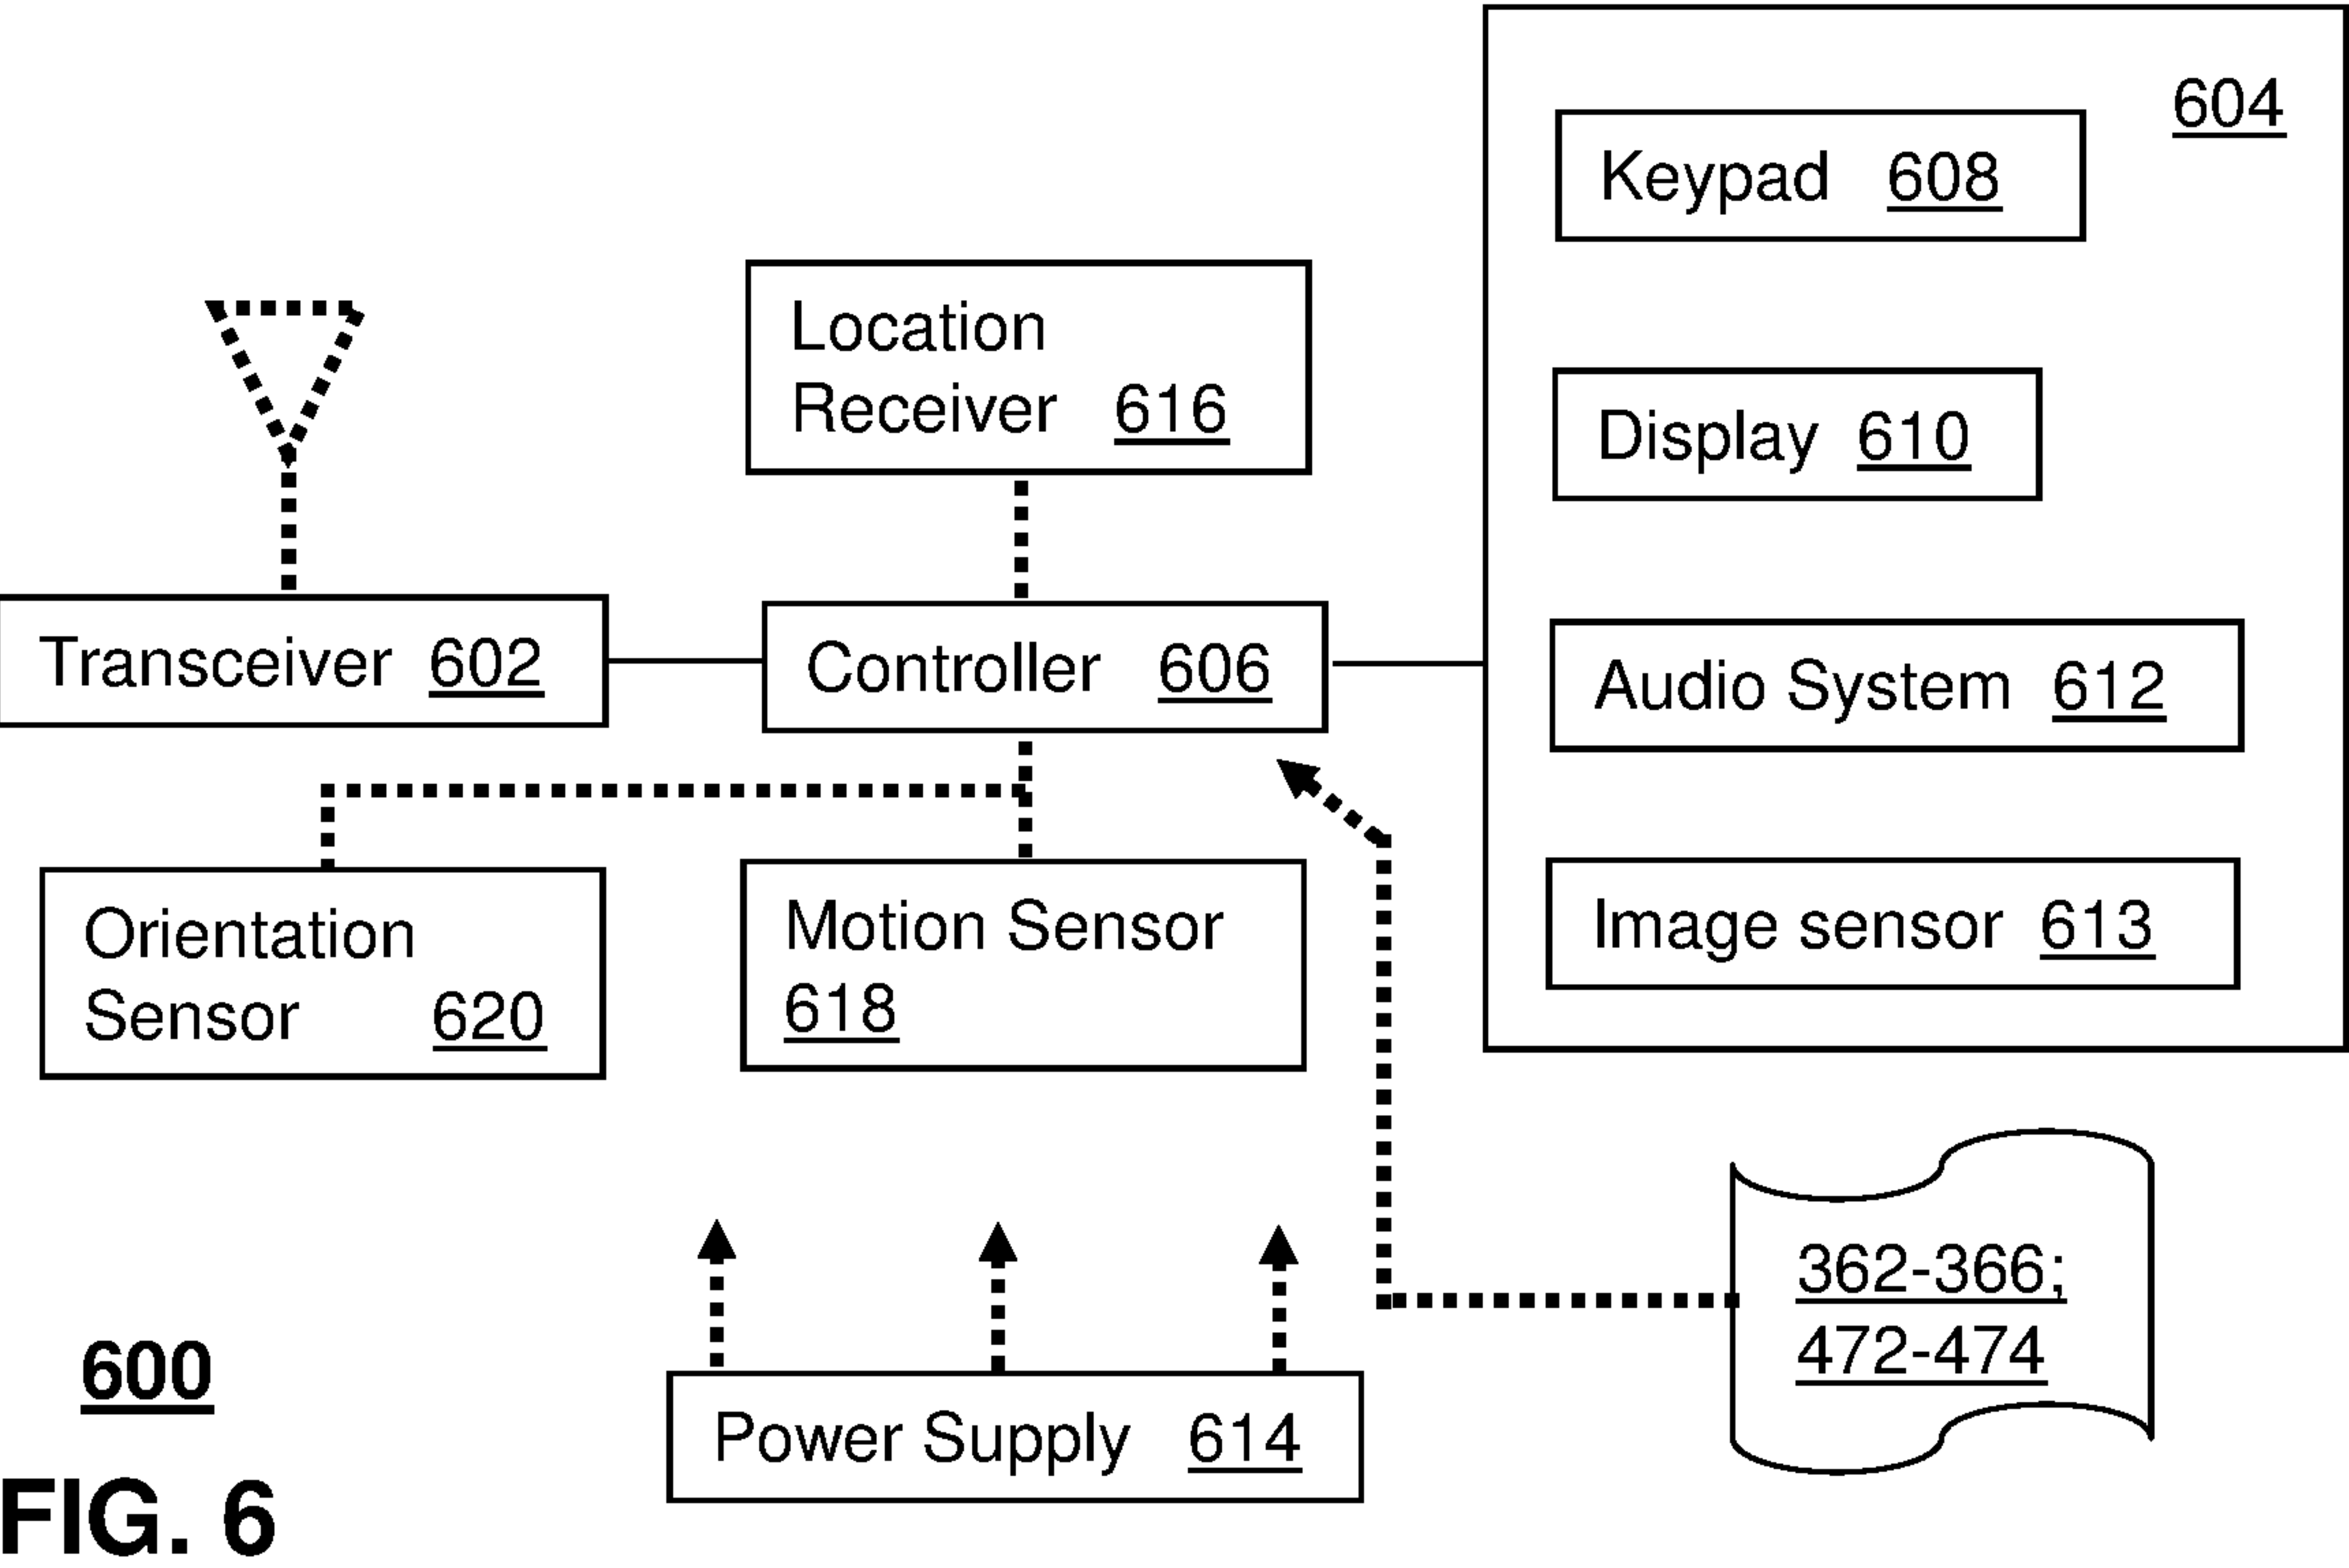 604
Keypad 608
Location
Receiver 616
Display 610
Transceiver 602
Controller 606
Audio System 612
Orientation
Sensor 620
Motion Sensor
618
Image sensor 613
362-366;
472-474
600
Power Supply 614
FIG. 6